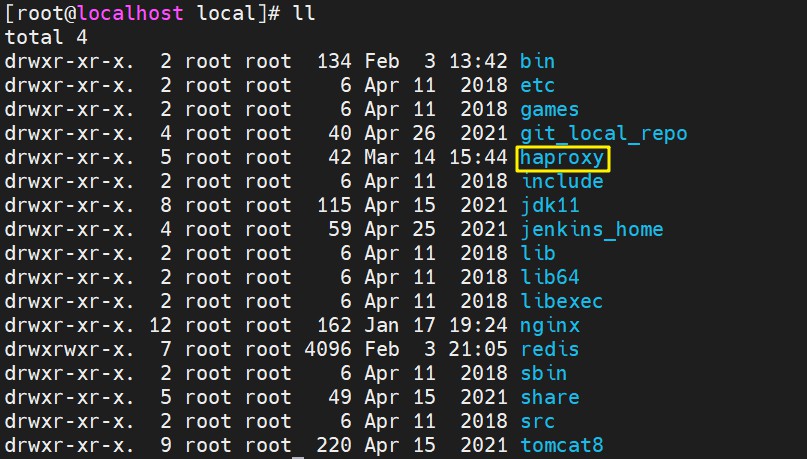 [root@localhost local]# ll
total 4
drwxr-xr-x.  2 root root  134 Feb  3 13:42 bin
drwxr-xr-x.  2 root root    6 Apr 11  2018 etc
drwxr-xr-x.  2 root root    6 Apr 11  2018 games
drwxr-xr-x.  4 root root   40 Apr 26  2021 git_local_repo
drwxr-xr-x.  5 root root   42 Mar 14 15:44 haproxy
drwxr-xr-x.  2 root root    6 Apr 11  2018 include
drwxr-xr-x.  8 root root  115 Apr 15  2021 jdk11
drwxr-xr-x.  4 root root   59 Apr 25  2021 jenkins_home
drwxr-xr-x.  2 root root    6 Apr 11  2018 lib
drwxr-xr-x.  2 root root    6 Apr 11  2018 lib64
drwxr-xr-x.  2 root root    6 Apr 11  2018 libexec
drwxr-xr-x. 12 root root  162 Jan 17 19:24 nginx
drwxrwxr-x.  7 root root 4096 Feb  3 21:05 redis
drwxr-xr-x.  2 root root    6 Apr 11  2018 sbin
drwxr-xr-x.  5 root root   49 Apr 15  2021 share
drwxr-xr-x.  2 root root    6 Apr 11  2018 src
drwxr-xr-x.  9 root root  220 Apr 15  2021 tomcat8